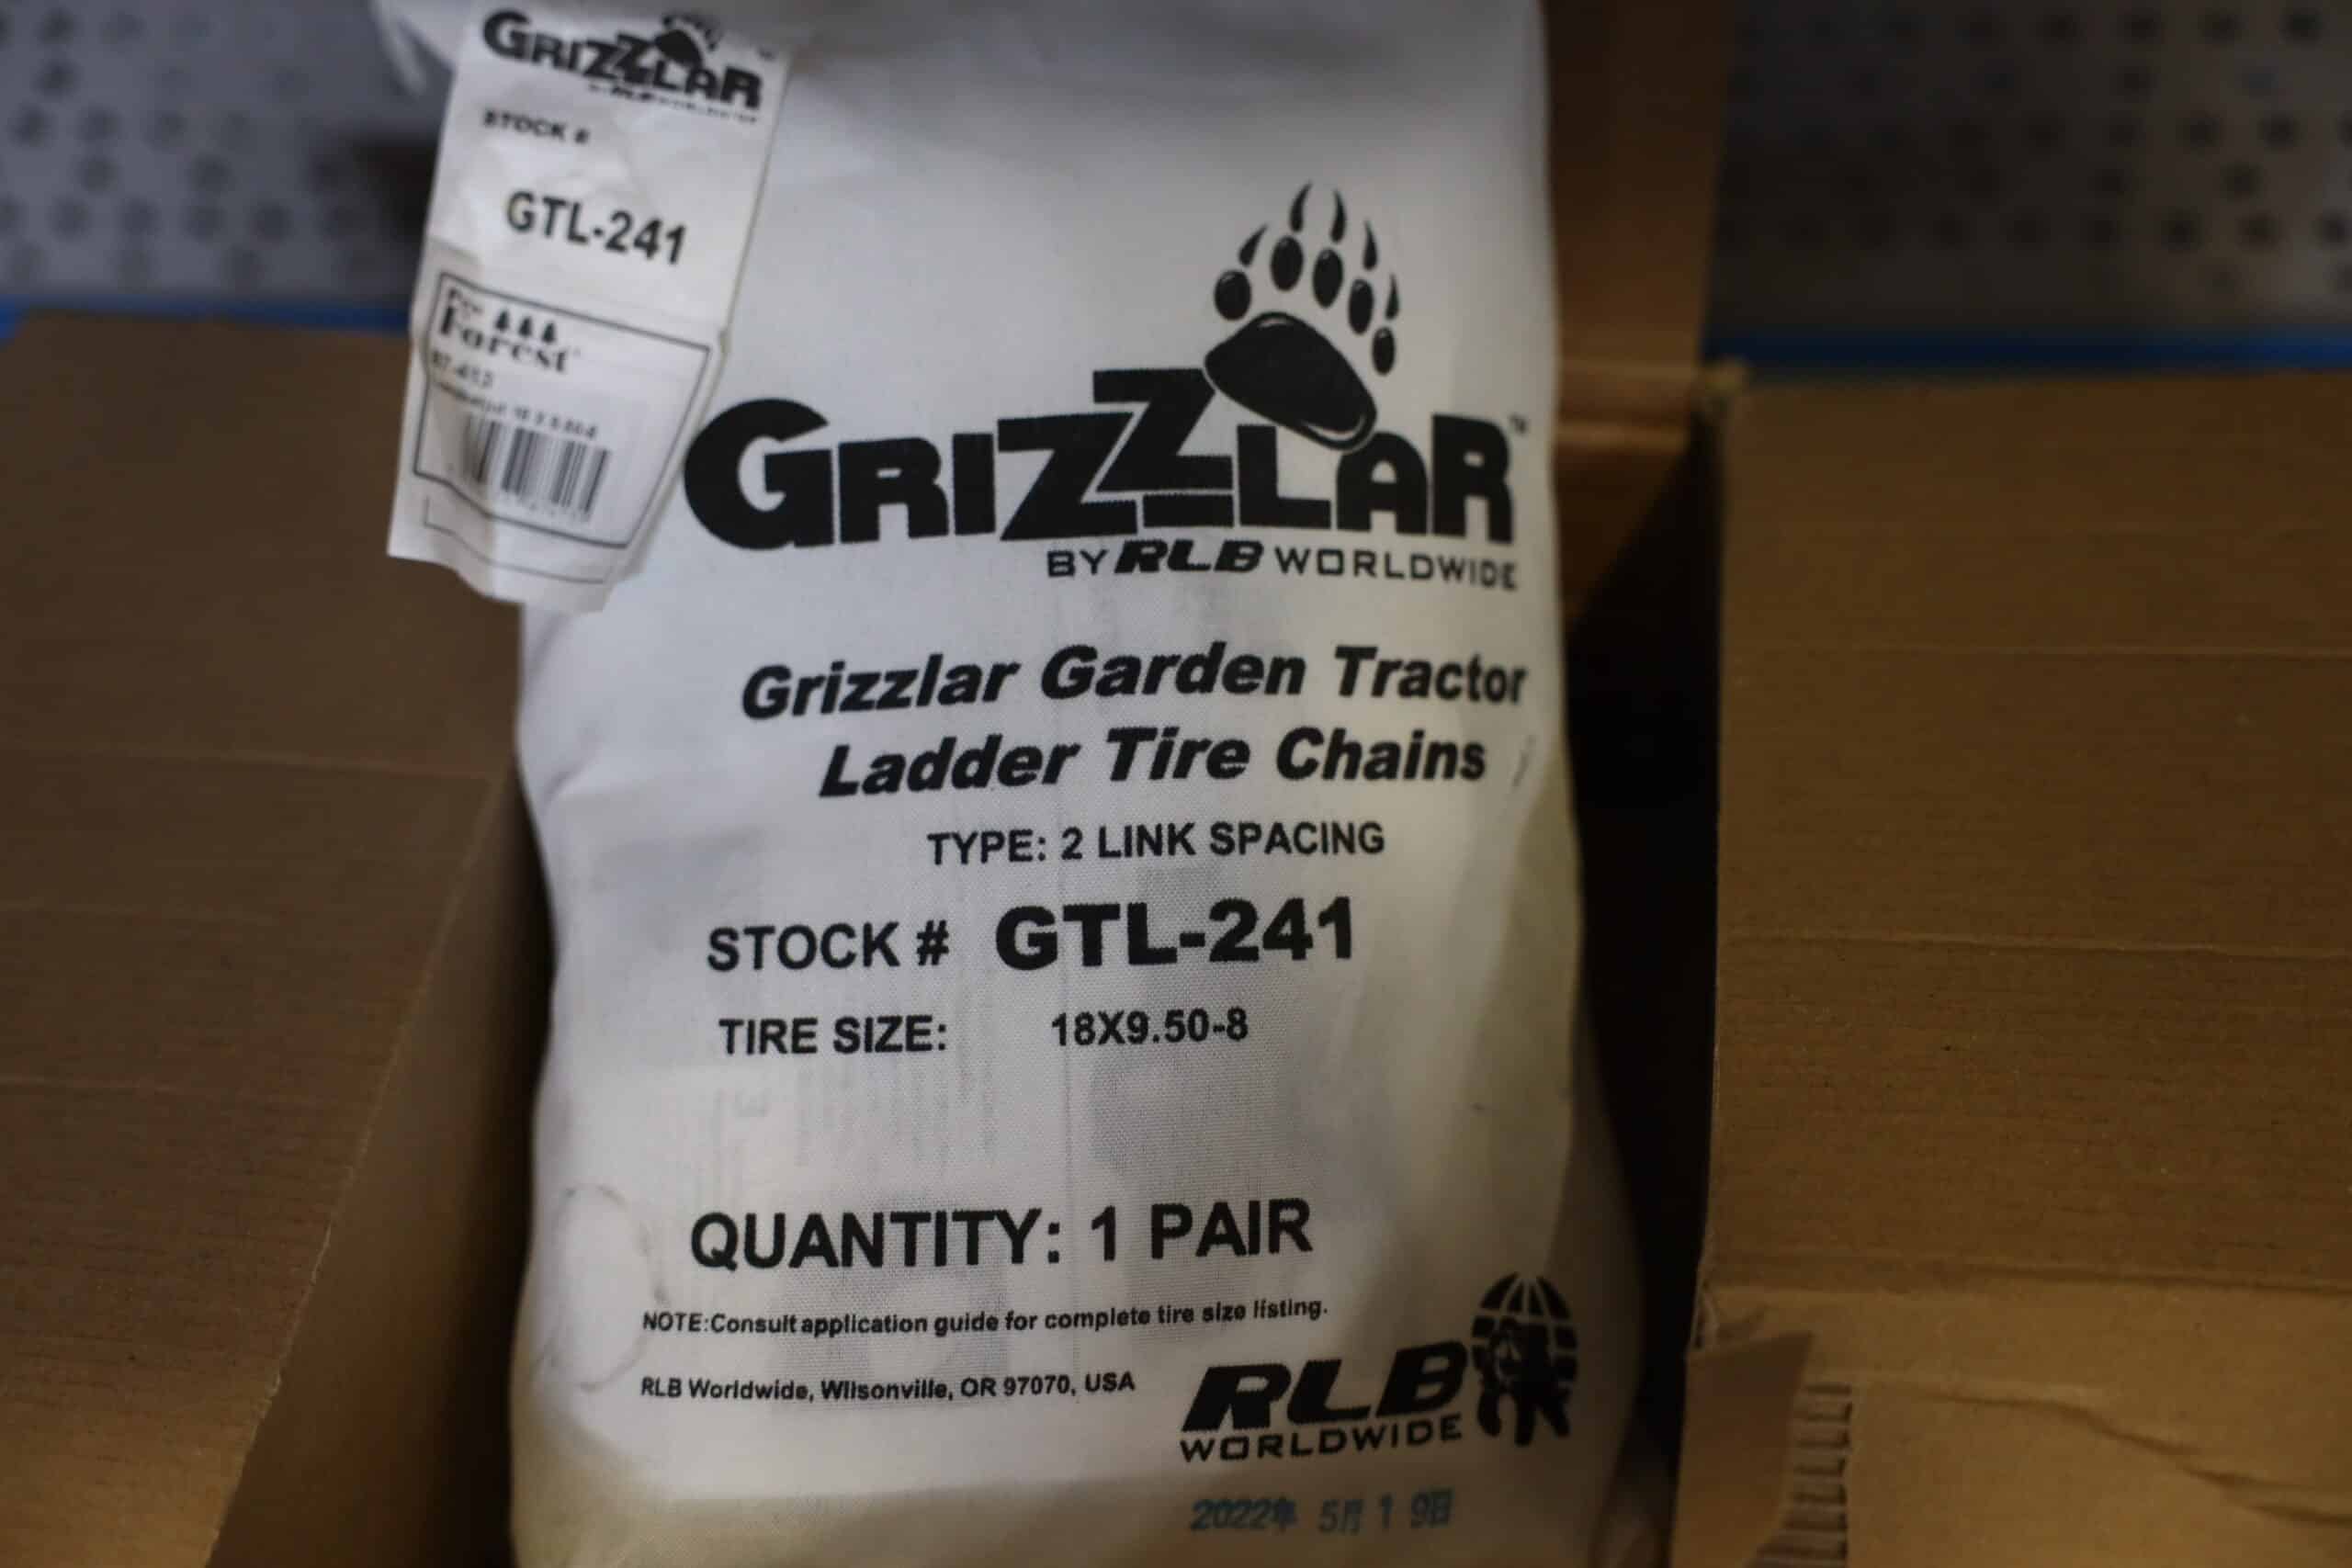 GRIZZLAR
STOCK #
GTL-241
Forest
GRIZZLAR™
BY RLB WORLDWIDE
Grizzlar Garden Tractor
Ladder Tire Chains
TYPE: 2 LINK SPACING
STOCK # GTL-241
TIRE SIZE: 18X9.50-8
QUANTITY: 1 PAIR
NOTE:Consult application guide for complete tire size listing.
RLB Worldwide, Wilsonville, OR 97070, USA
RLB
WORLDWIDE
2022年 5月19日